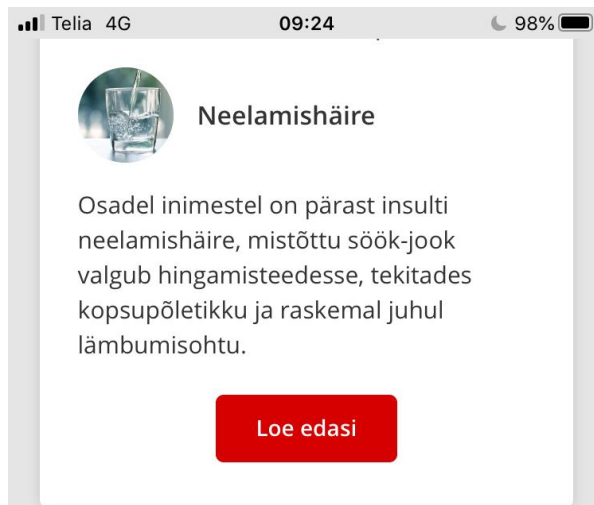 Telia 4G 09:24 98%
Neelamishäire
Osadel inimestel on pärast insulti
neelamishäire, mistõttu söök-jook
valgub hingamisteedesse, tekitades
kopsupõletikku ja raskemal juhul
lämbumisohtu.
Loe edasi